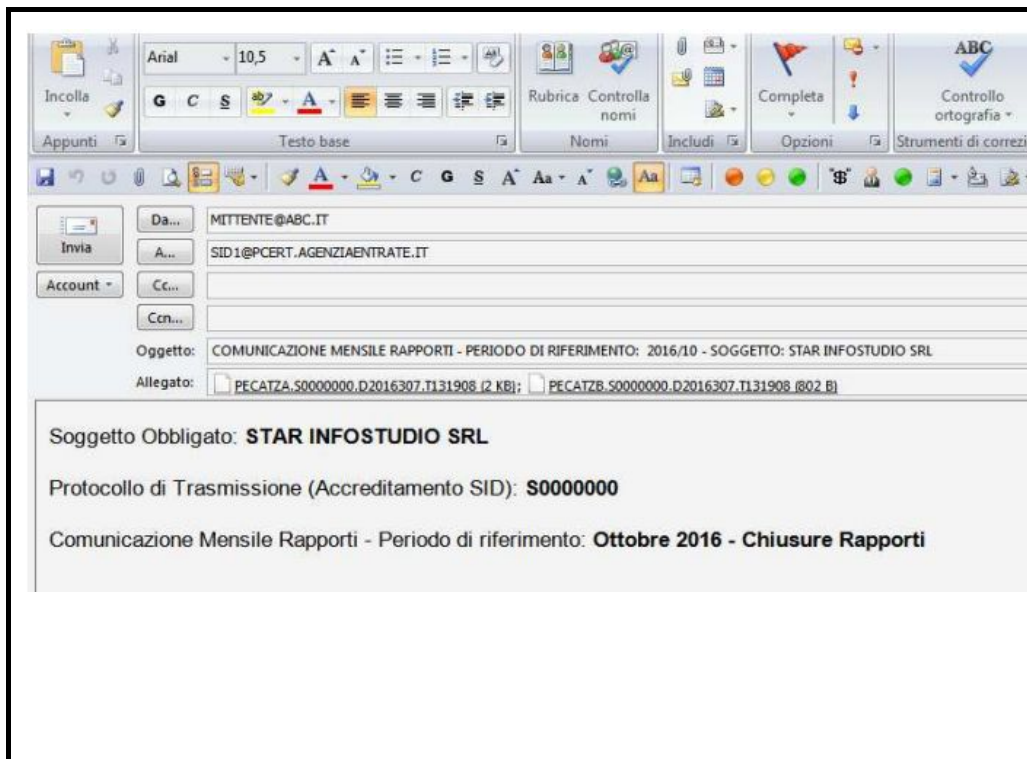 Arial 10,5
Incolla
G C S
Rubrica Controlla nomi
Completa
ABC
Controllo ortografia
Appunti Testo base Nomi Includi Opzioni Strumenti di correzi
Da... MITTENTE@ABC.IT
Invia
A... SID1@PCERT.AGENZIAENTRATE.IT
Account Cc...
Ccn...
Oggetto: COMUNICAZIONE MENSILE RAPPORTI - PERIODO DI RIFERIMENTO: 2016/10 - SOGGETTO: STAR INFOSTUDIO SRL
Allegato: PECATZA.S0000000.D2016307.T131908 (2 KB); PECATZB.S0000000.D2016307.T131908 (802 B)
Soggetto Obbligato: STAR INFOSTUDIO SRL
Protocollo di Trasmissione (Accreditamento SID): S0000000
Comunicazione Mensile Rapporti - Periodo di riferimento: Ottobre 2016 - Chiusure Rapporti